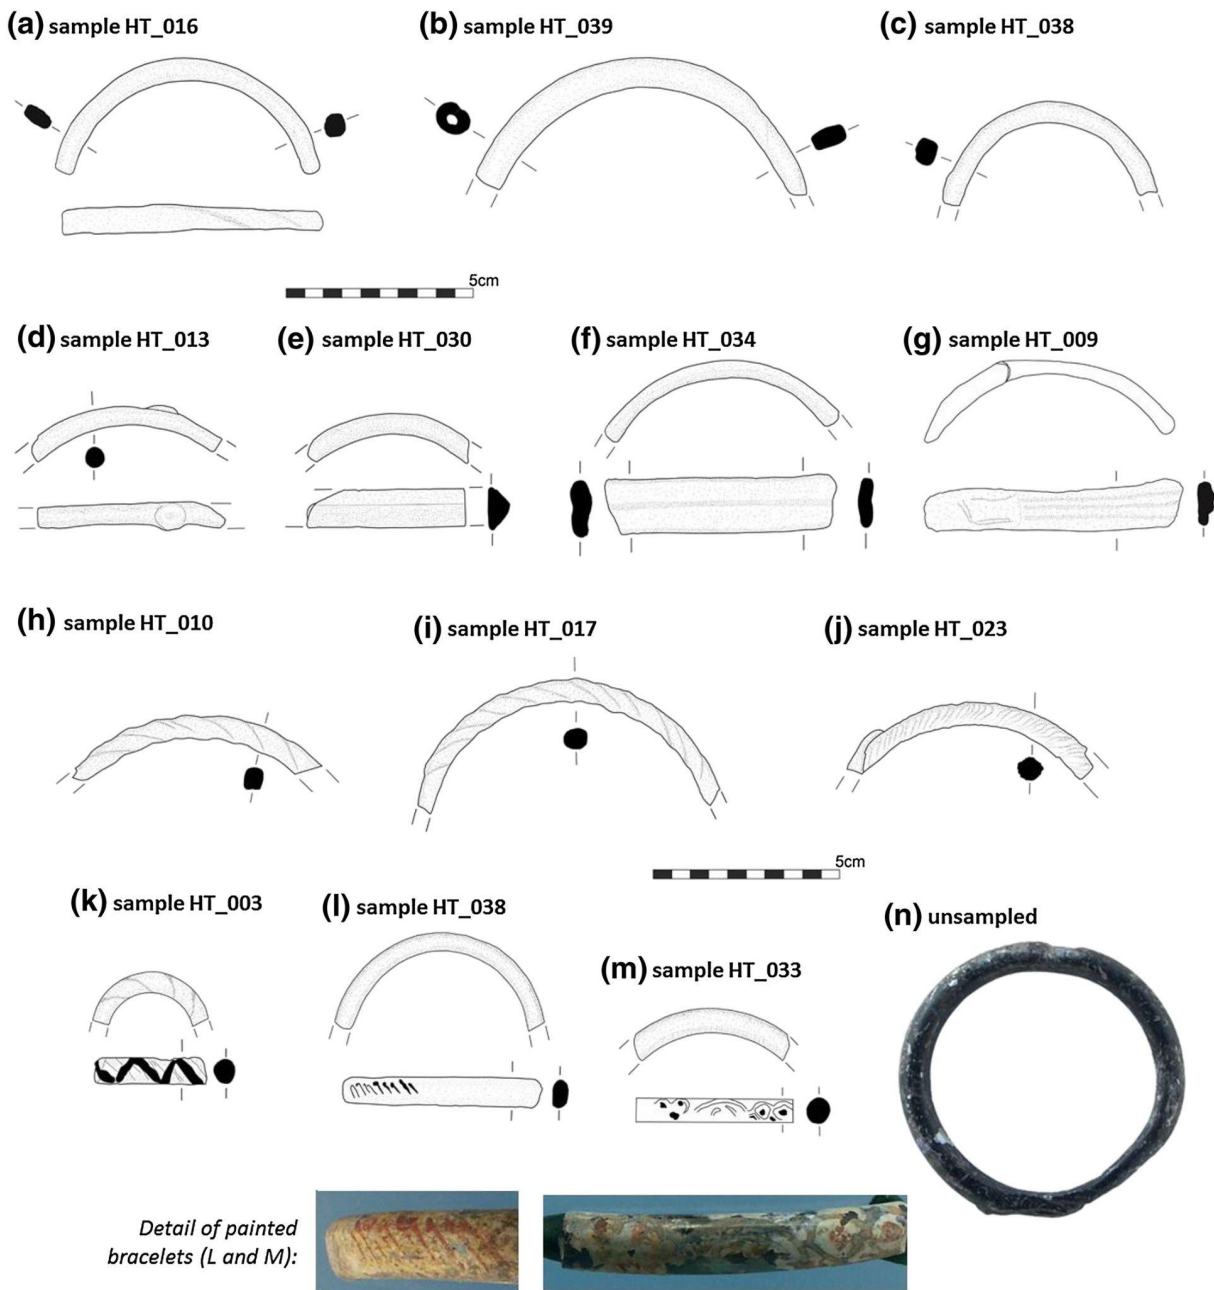 (a) sample HT_016
(b) sample HT_039
(c) sample HT_038
5cm
(d) sample HT_013
(e) sample HT_030
(f) sample HT_034
(g) sample HT_009
(h) sample HT_010
(i) sample HT_017
(j) sample HT_023
5cm
(k) sample HT_003
(l) sample HT_038
(m) sample HT_033
(n) unsampled
Detail of painted
bracelets (L and M):